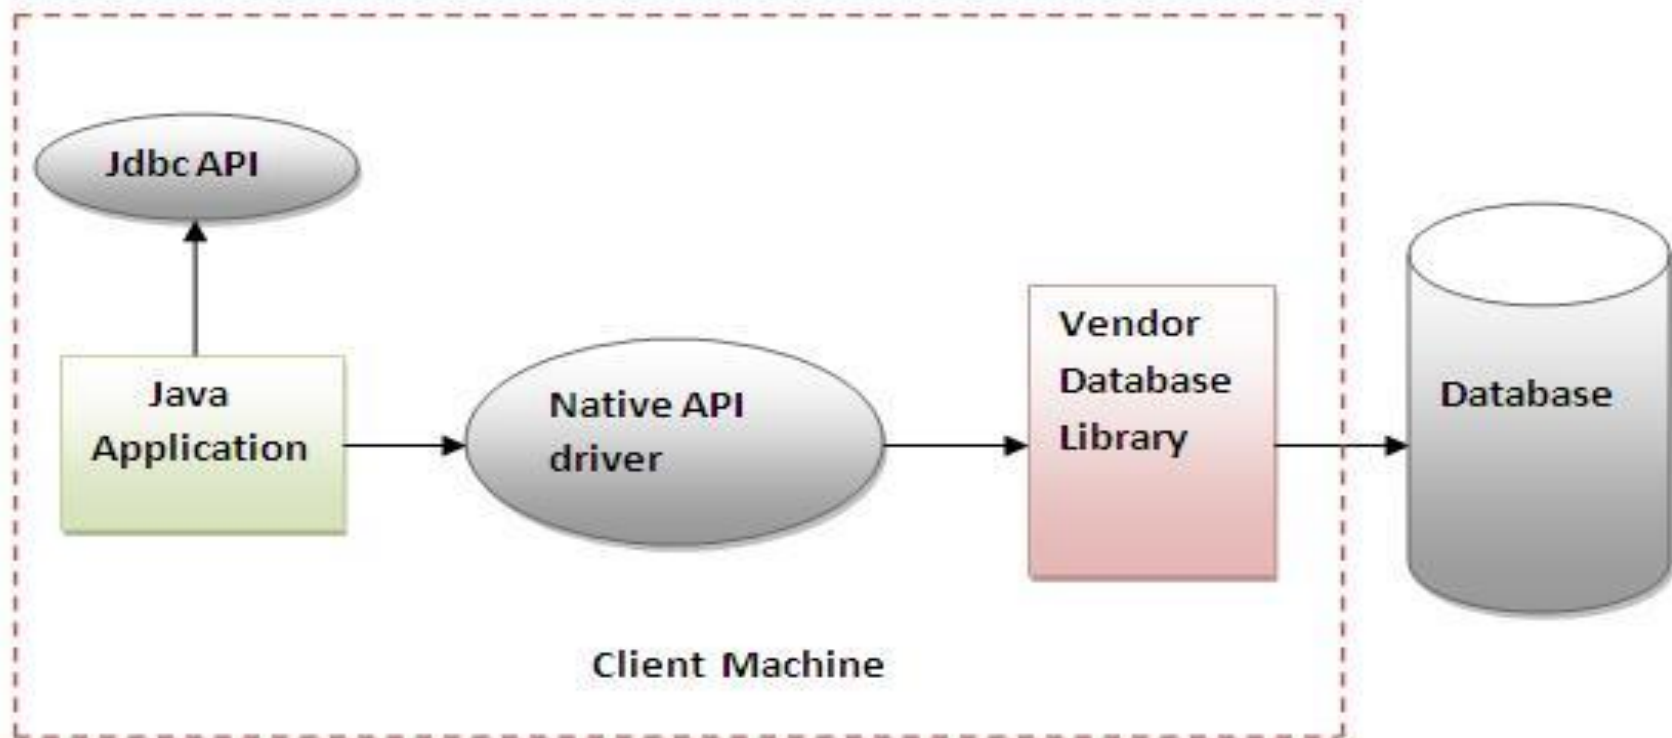 Jdbc API
Java
Application
Native API
driver
Vendor
Database
Library
Database
Client Machine